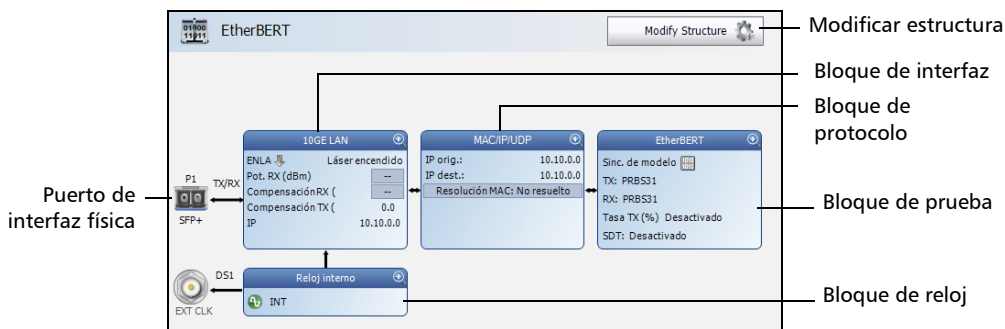 01000
11011
EtherBERT
Modify Structure
Modificar estructura
Bloque de interfaz
Bloque de
protocolo
10GE LAN
ENLA
Láser encendido
Pot. RX (dBm)
--
Compensación RX (
--
Compensación TX (
0.0
IP
10.10.0.0
MAC/IP/UDP
IP orig.:
10.10.0.0
IP dest.:
10.10.0.0
Resolución MAC: No resuelto
EtherBERT
Sinc. de modelo
TX: PRBS31
RX: PRBS31
Tasa TX (%) Desactivado
SDT: Desactivado
Bloque de prueba
P1
TX/RX
SFP+
Puerto de
interfaz física
DS1
EXT CLK
Reloj interno
INT
Bloque de reloj